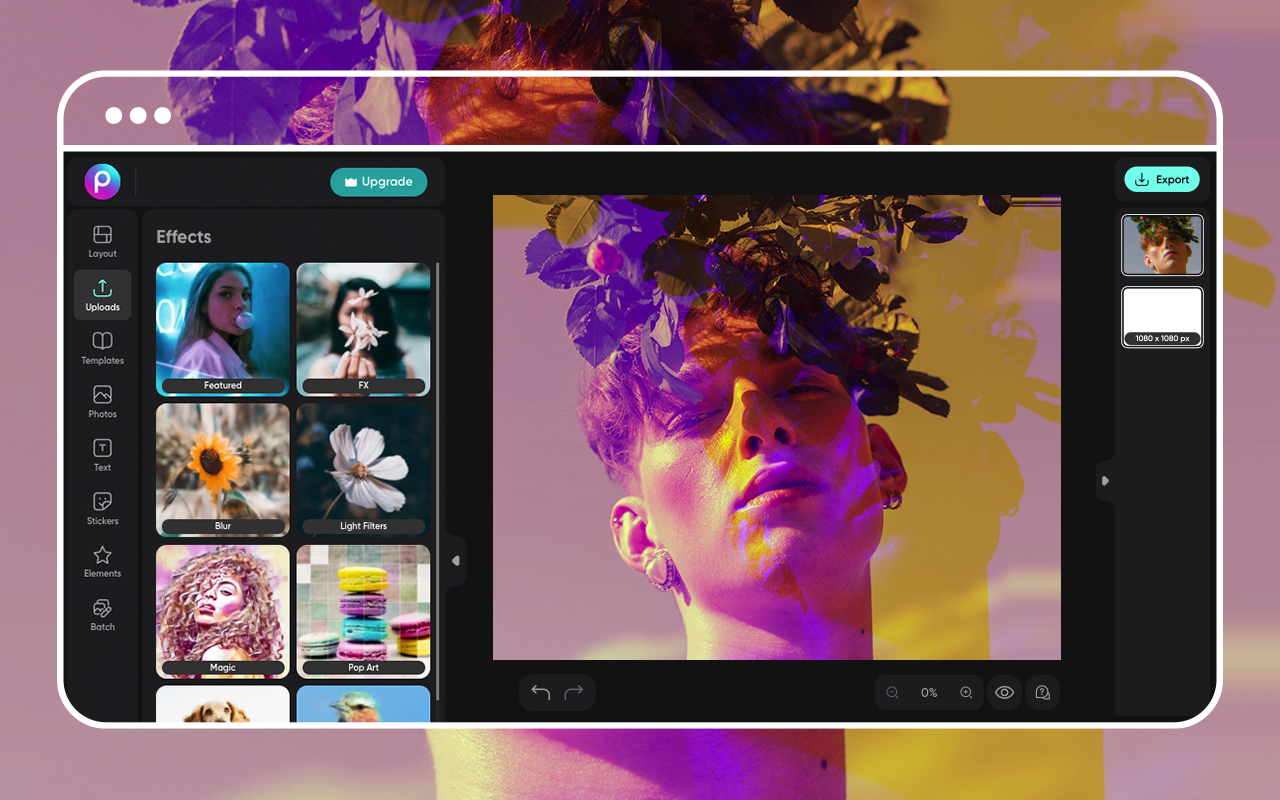 Upgrade
Export
Effects
Layout
Uploads
Templates
Photos
Text
Stickers
Elements
Batch
Featured
FX
Blur
Light Filters
Magic
Pop Art
1080 x 1080 px
0%